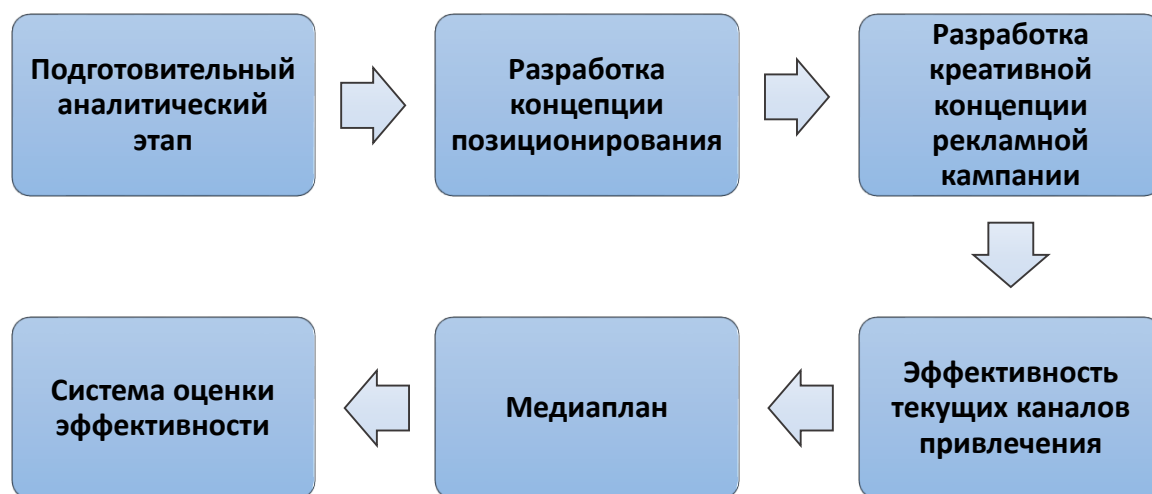 Подготовительный
аналитический
этап
Разработка
концепции
позиционирования
Разработка
креативной
концепции
рекламной
кампании
Эффективность
текущих каналов
привлечения
Медиаплан
Система оценки
эффективности